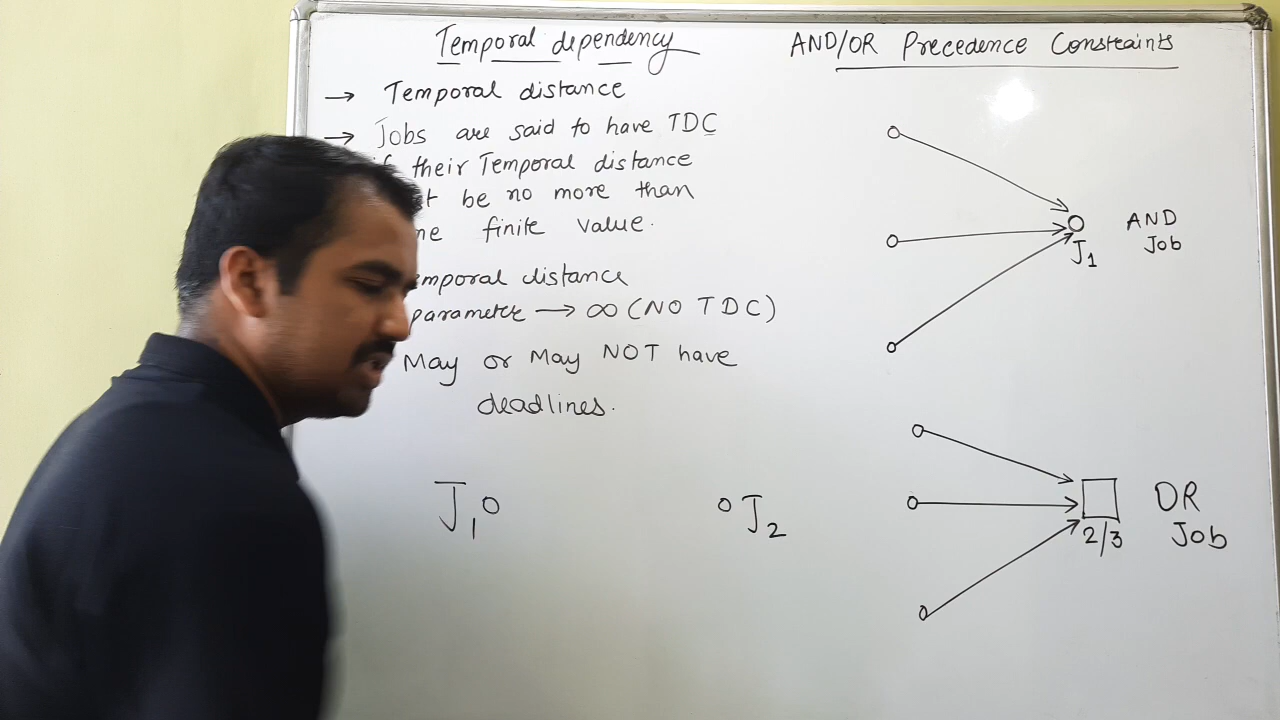 Temporal dependency
→ Temporal distance
→ Jobs are said to have TDC
their Temporal distance
be no more than
finite value.
distance
parameter → ∞ (NO TDC)
May or May NOT have
deadlines.
J1
J2
AND/OR Precedence Constraints
AND
Job
J1
OR
Job
2/3